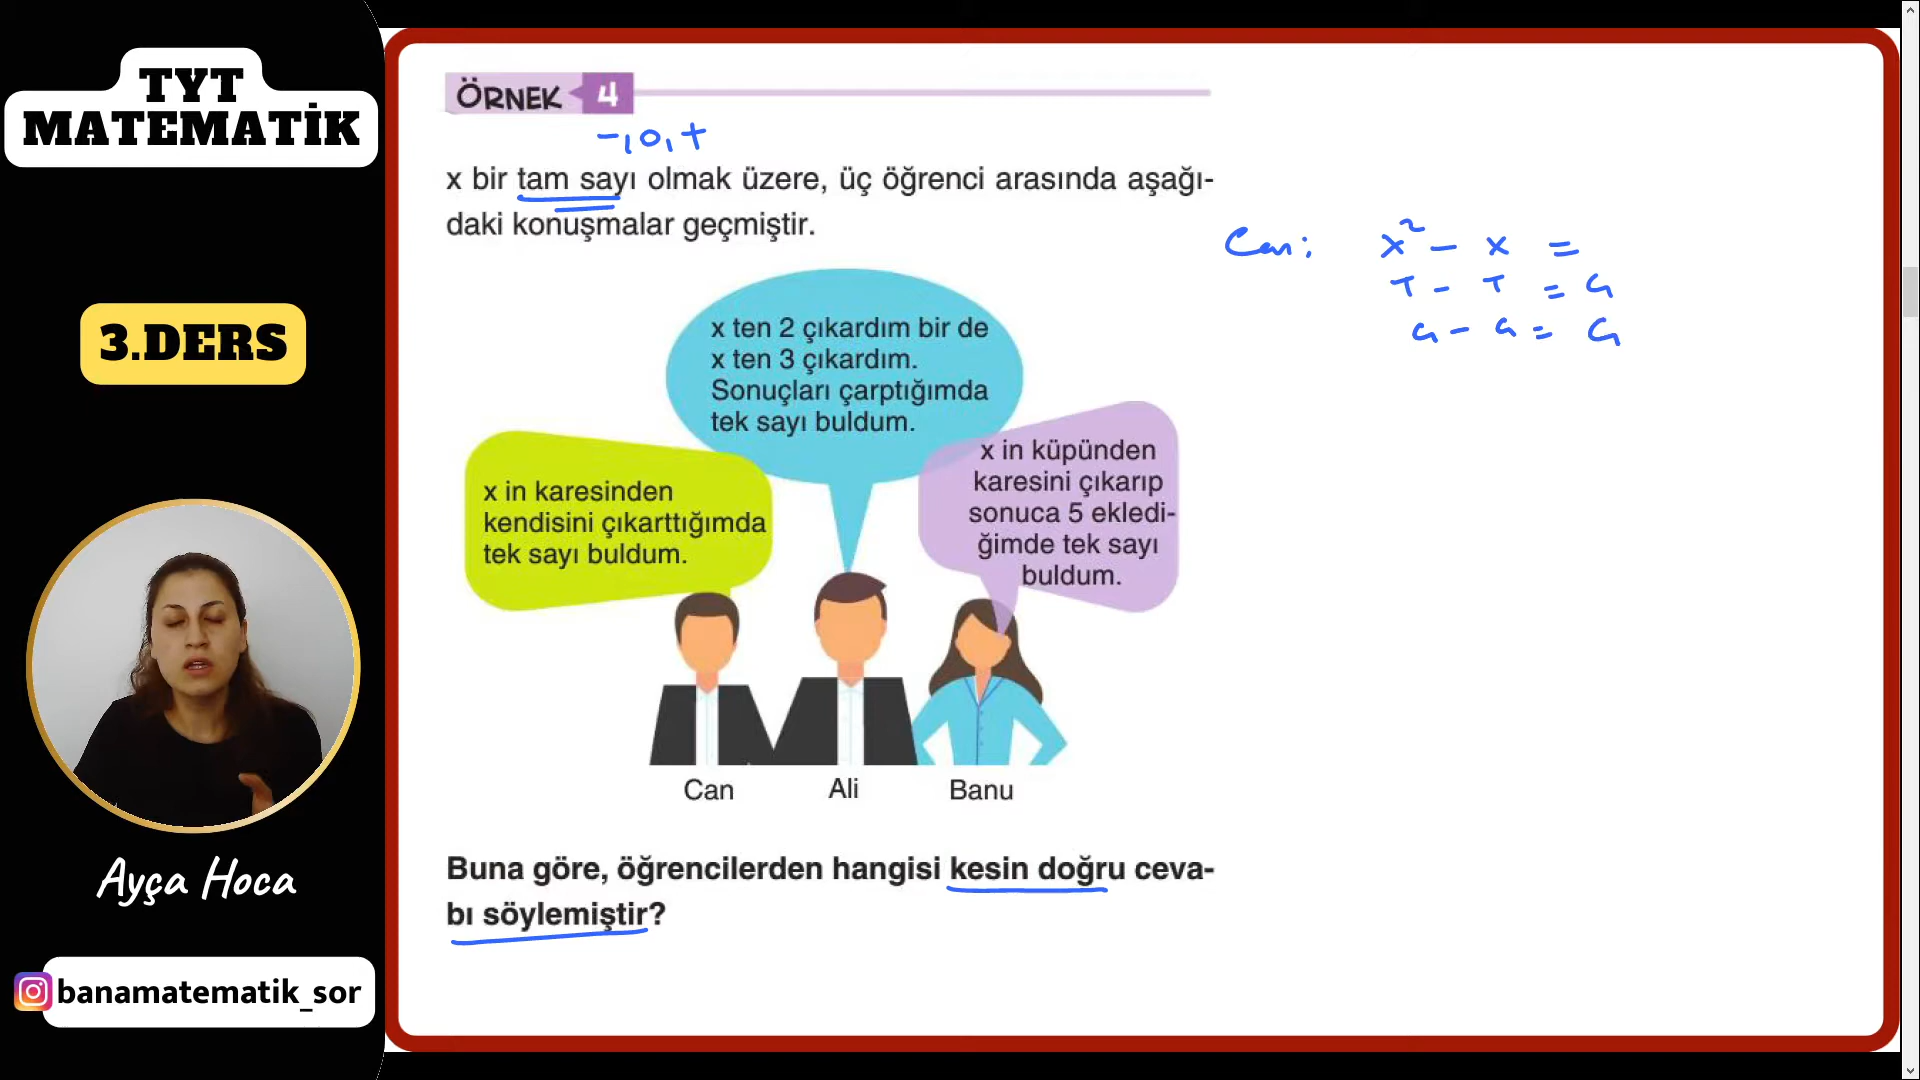 TYT
MATEMATİK
3.DERS
Ayça Hoca
banamatematik_sor
ÖRNEK 4
-,0,+
x bir tam sayı olmak üzere, üç öğrenci arasında aşağı-
daki konuşmalar geçmiştir.
x ten 2 çıkardım bir de
x ten 3 çıkardım.
Sonuçları çarptığımda
tek sayı buldum.
x in karesinden
kendisini çıkarttığımda
tek sayı buldum.
x in küpünden
karesini çıkarıp
sonuca 5 ekledi-
ğimde tek sayı
buldum.
Can
Ali
Banu
Buna göre, öğrencilerden hangisi kesin doğru ceva-
bı söylemiştir?
Can: x² - x =
T - T = Ç
Ç - Ç = Ç